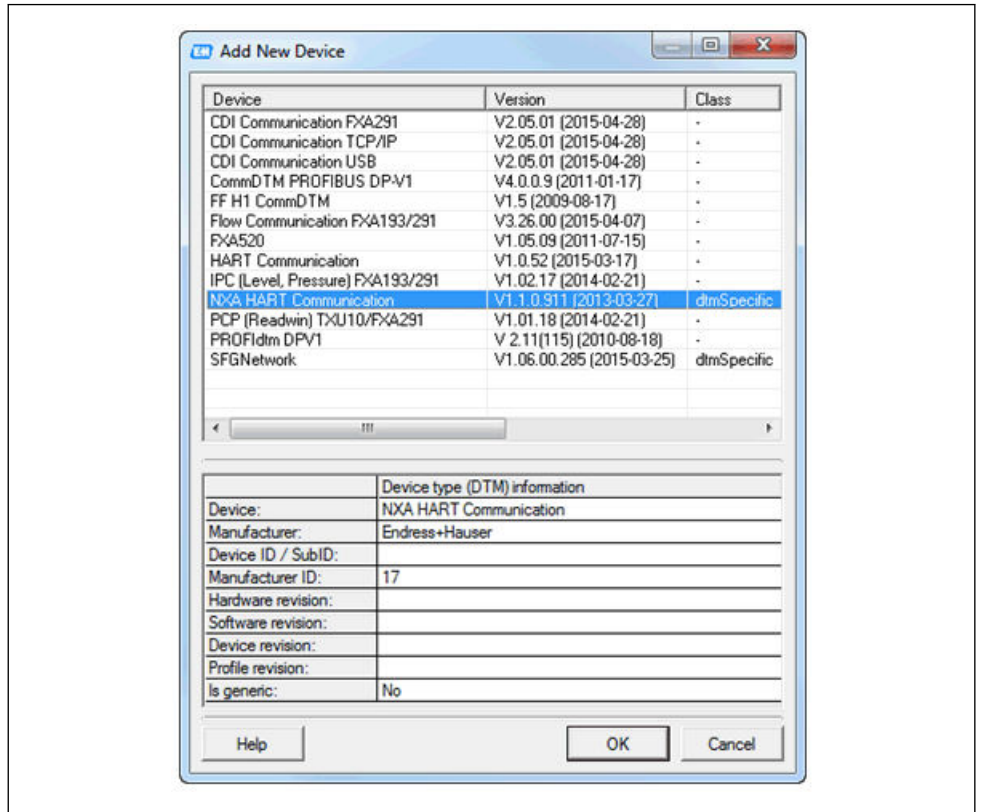 Add New Device
Device Version Class
CDI Communication FXA291 V2.05.01 (2015-04-28) -
CDI Communication TCP/IP V2.05.01 (2015-04-28) -
CDI Communication USB V2.05.01 (2015-04-28) -
CommDTM PROFIBUS DP-V1 V4.0.0.9 (2011-01-17) -
FF H1 CommDTM V1.5 (2009-08-17) -
Flow Communication FXA193/291 V3.26.00 (2015-04-07) -
FXA520 V1.05.09 (2011-07-15) -
HART Communication V1.0.52 (2015-03-17) -
IPC (Level, Pressure) FXA193/291 V1.02.17 (2014-02-21) -
NXA HART Communication V1.1.0.911 (2013-03-27) dtmSpecific
PCP (Readwin) TXU10/FXA291 V1.01.18 (2014-02-21) -
PROFIdtm DPV1 V 2.11(115) (2010-08-18) -
SFGNetwork V1.06.00.285 (2015-03-25) dtmSpecific
Device type (DTM) information
Device: NXA HART Communication
Manufacturer: Endress+Hauser
Device ID / SubID:
Manufacturer ID: 17
Hardware revision:
Software revision:
Device revision:
Profile revision:
Is generic: No
Help OK Cancel